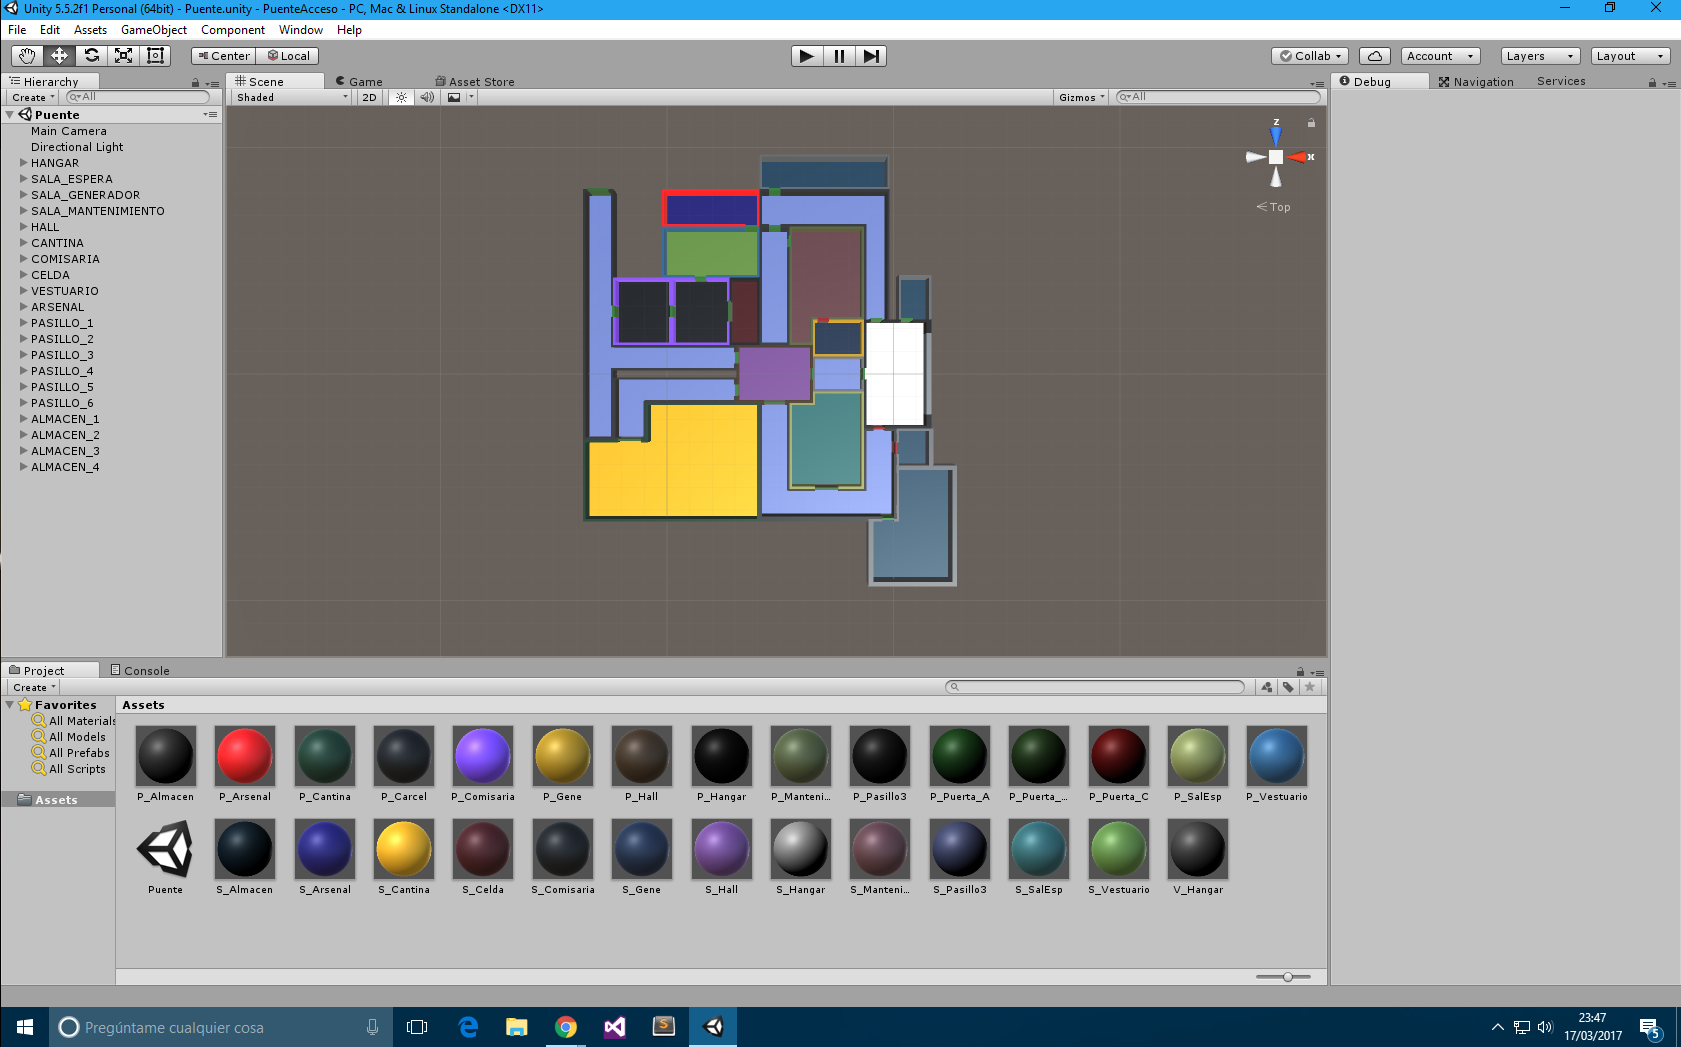 Unity 5.5.2f1 Personal (64bit) - Puente.unity - PuenteAcceso - PC, Mac & Linux Standalone <DX11>
File Edit Assets GameObject Component Window Help
Center Local Collab Account Layers Layout
Hierarchy Scene Game Asset Store Debug Navigation Services
Create All Shaded 2D Gizmos All
Puente
Main Camera
Directional Light
HANGAR
SALA_ESPERA
SALA_GENERADOR
SALA_MANTENIMIENTO
HALL
CANTINA
COMISARIA
CELDA
VESTUARIO
ARSENAL
PASILLO_1
PASILLO_2
PASILLO_3
PASILLO_4
PASILLO_5
PASILLO_6
ALMACEN_1
ALMACEN_2
ALMACEN_3
ALMACEN_4
z
x
Top
Project Console
Create
Favorites
All Materials
All Models
All Prefabs
All Scripts
Assets
Assets
P_Almacen P_Arsenal P_Cantina P_Carcel P_Comisaria P_Gene P_Hall P_Hangar P_Manteni... P_Pasillo3 P_Puerta_A P_Puerta_... P_Puerta_C P_SalEsp P_Vestuario
Puente S_Almacen S_Arsenal S_Cantina S_Celda S_Comisaria S_Gene S_Hall S_Hangar S_Manteni... S_Pasillo3 S_SalEsp S_Vestuario V_Hangar
Pregúntame cualquier cosa
23:47
17/03/2017
5